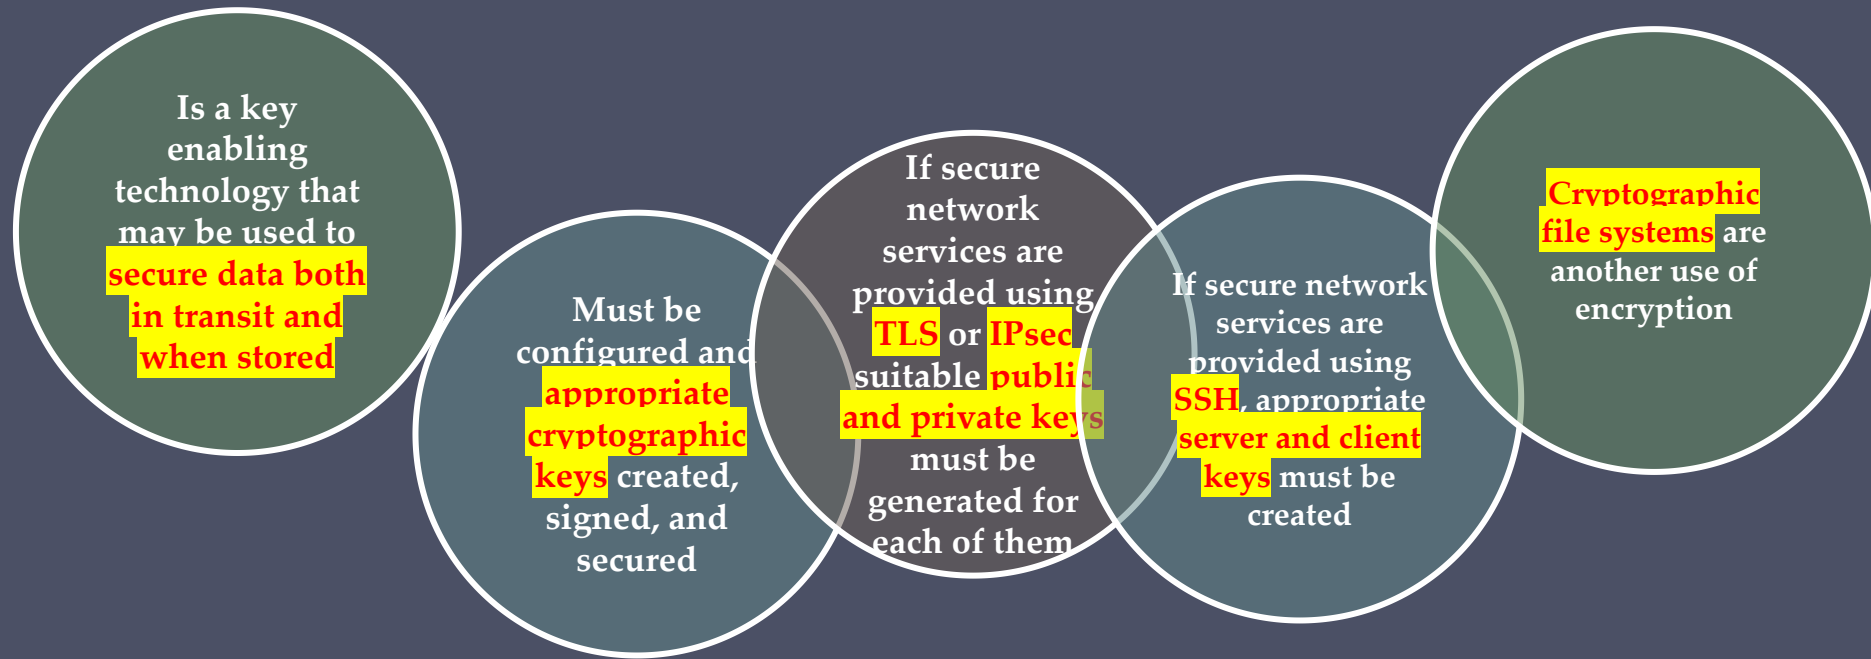 Is a key
enabling
technology that
may be used to
secure data both
in transit and
when stored
Must be
configured and
appropriate
cryptographic
keys created,
signed, and
secured
If secure
network
services are
provided using
TLS or IPsec
suitable public
and private keys
must be
generated for
each of them
If secure network
services are
provided using
SSH, appropriate
server and client
keys must be
created
Cryptographic
file systems are
another use of
encryption